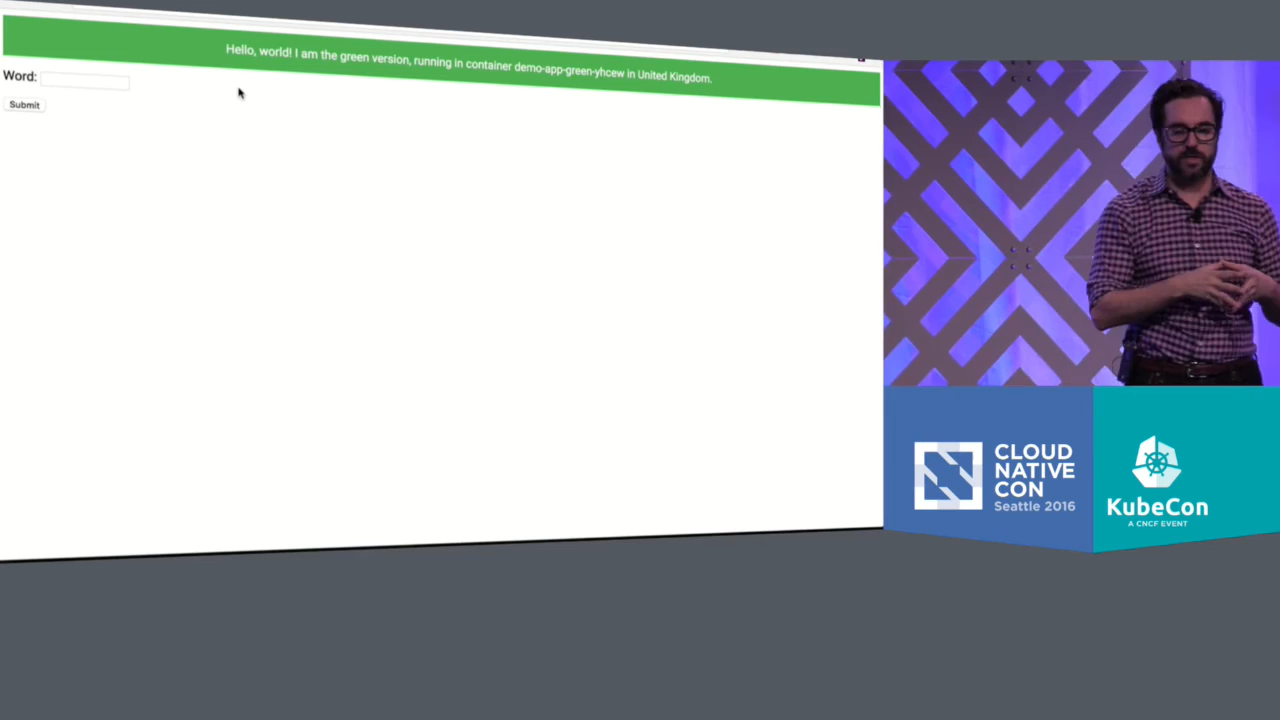 Hello, world! I am the green version, running in container demo-app-green-yhcew in United Kingdom.
Word:
Submit
CLOUD
NATIVE
CON
Seattle 2016
KubeCon
A CNCF EVENT